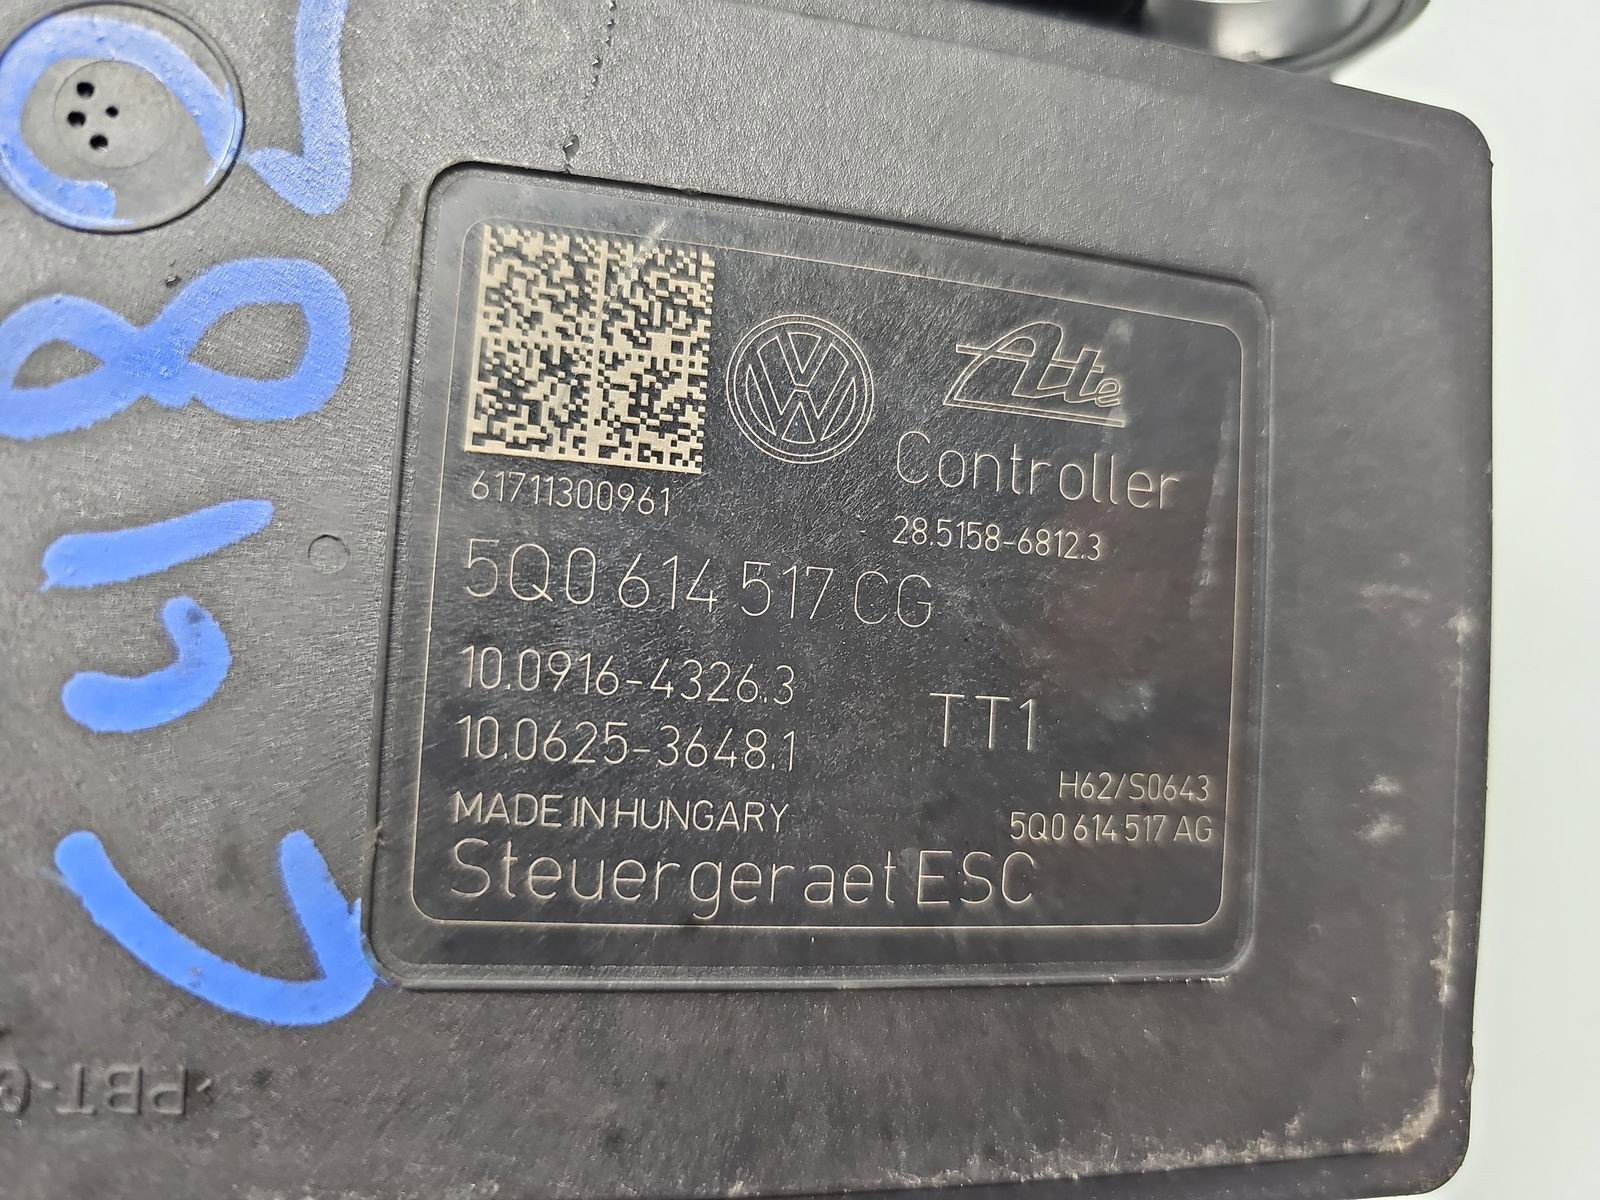 Ate
Controller
28.5158-6812.3
61711300961
5Q0 614 517 CG
10.0916-4326.3
10.0625-3648.1
TT1
MADE IN HUNGARY
H62/S0643
5Q0 614 517 AG
Steuergeraet ESC
>PBT-